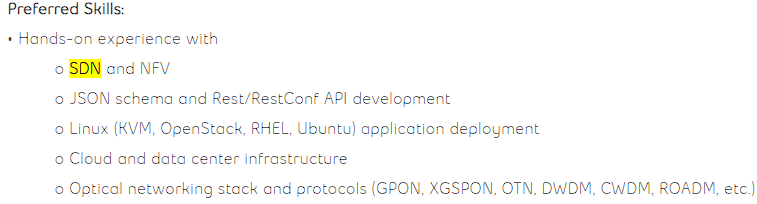 Preferred Skills:
• Hands-on experience with
o SDN and NFV
o JSON schema and Rest/RestConf API development
o Linux (KVM, OpenStack, RHEL, Ubuntu) application deployment
o Cloud and data center infrastructure
o Optical networking stack and protocols (GPON, XGSPON, OTN, DWDM, CWDM, ROADM, etc.)